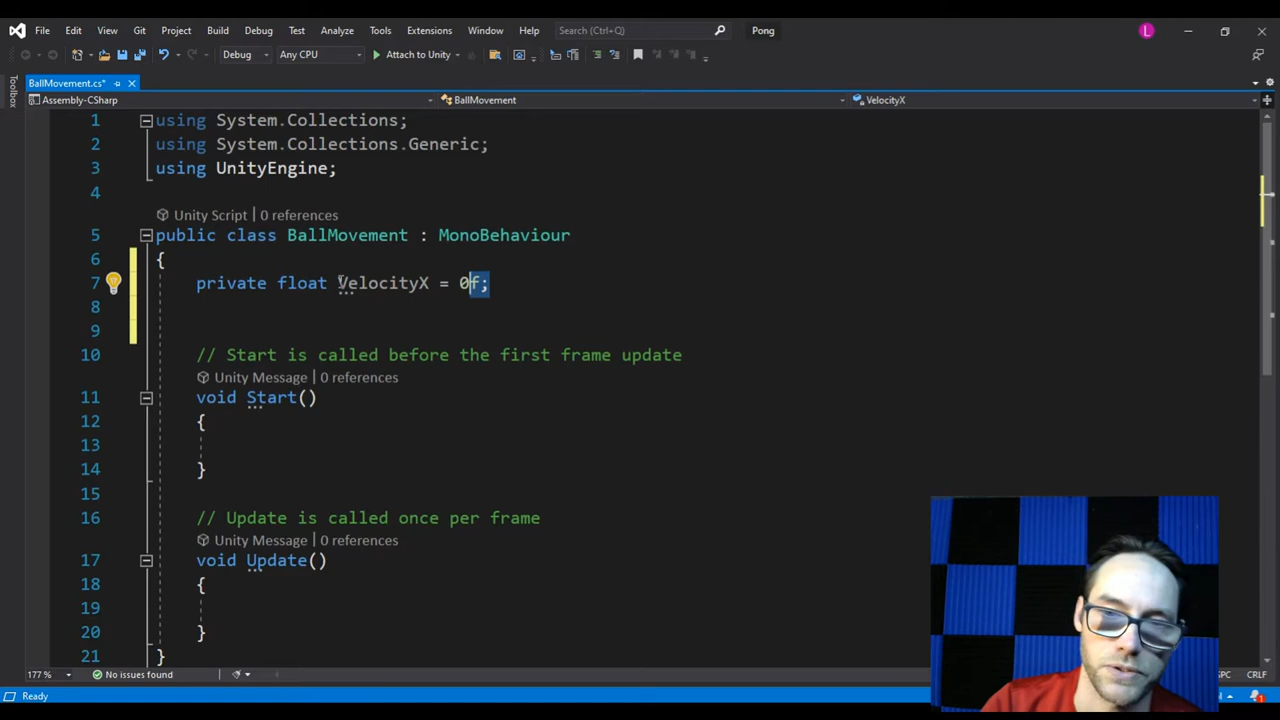 File Edit View Git Project Build Debug Test Analyze Tools Extensions Window Help Search (Ctrl+Q) Pong L
Debug Any CPU Attach to Unity
BallMovement.cs*
Assembly-CSharp BallMovement VelocityX
Toolbox
1 using System.Collections;
2 using System.Collections.Generic;
3 using UnityEngine;
4
Unity Script | 0 references
5 public class BallMovement : MonoBehaviour
6 {
7 private float VelocityX = 0f;
8
9
10 // Start is called before the first frame update
Unity Message | 0 references
11 void Start()
12 {
13
14 }
15
16 // Update is called once per frame
Unity Message | 0 references
17 void Update()
18 {
19
20 }
21 }
177 % No issues found SPC CRLF
Ready 1